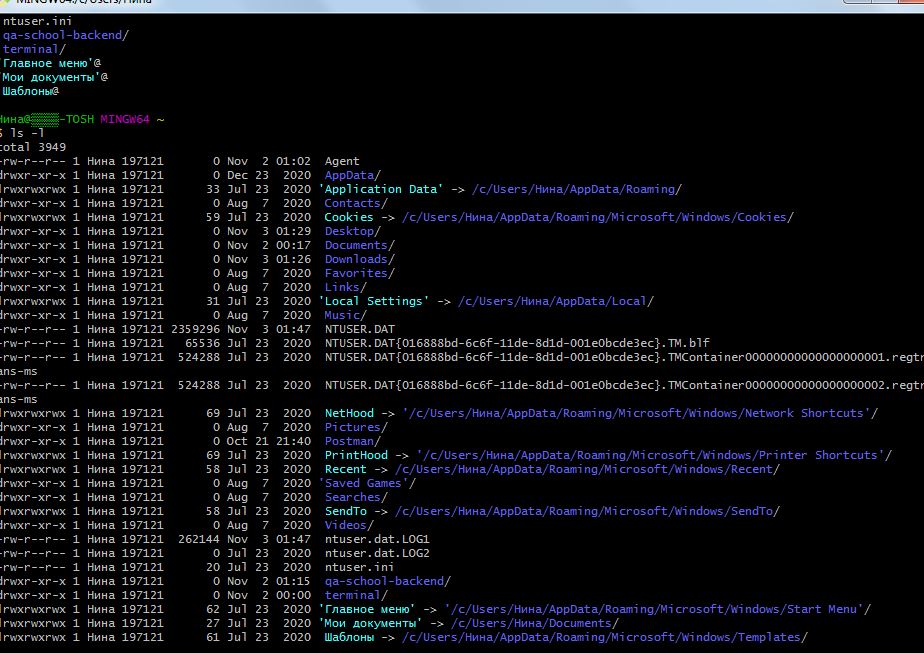 MINGW64:/c/Users/Нина
ntuser.ini
qa-school-backend/
terminal/
'Главное меню'@
'Мои документы'@
Шаблоны@
Нина@▒▒▒▒-TOSH MINGW64 ~
$ ls -l
total 3949
-rw-r--r-- 1 Нина 197121 0 Nov 2 01:02 Agent
drwxr-xr-x 1 Нина 197121 0 Dec 23 2020 AppData/
lrwxrwxrwx 1 Нина 197121 33 Jul 23 2020 'Application Data' -> /c/Users/Нина/AppData/Roaming/
drwxr-xr-x 1 Нина 197121 0 Aug 7 2020 Contacts/
lrwxrwxrwx 1 Нина 197121 59 Jul 23 2020 Cookies -> /c/Users/Нина/AppData/Roaming/Microsoft/Windows/Cookies/
drwxr-xr-x 1 Нина 197121 0 Nov 3 01:29 Desktop/
drwxr-xr-x 1 Нина 197121 0 Nov 2 00:17 Documents/
drwxr-xr-x 1 Нина 197121 0 Nov 3 01:26 Downloads/
drwxr-xr-x 1 Нина 197121 0 Aug 7 2020 Favorites/
drwxr-xr-x 1 Нина 197121 0 Aug 7 2020 Links/
lrwxrwxrwx 1 Нина 197121 31 Jul 23 2020 'Local Settings' -> /c/Users/Нина/AppData/Local/
drwxr-xr-x 1 Нина 197121 0 Aug 7 2020 Music/
-rw-r--r-- 1 Нина 197121 2359296 Nov 3 01:47 NTUSER.DAT
-rw-r--r-- 1 Нина 197121 65536 Jul 23 2020 NTUSER.DAT{016888bd-6c6f-11de-8d1d-001e0bcde3ec}.TM.blf
-rw-r--r-- 1 Нина 197121 524288 Jul 23 2020 NTUSER.DAT{016888bd-6c6f-11de-8d1d-001e0bcde3ec}.TMContainer00000000000000000001.regtr
ans-ms
-rw-r--r-- 1 Нина 197121 524288 Jul 23 2020 NTUSER.DAT{016888bd-6c6f-11de-8d1d-001e0bcde3ec}.TMContainer00000000000000000002.regtr
ans-ms
lrwxrwxrwx 1 Нина 197121 69 Jul 23 2020 NetHood -> '/c/Users/Нина/AppData/Roaming/Microsoft/Windows/Network Shortcuts'/
drwxr-xr-x 1 Нина 197121 0 Aug 7 2020 Pictures/
drwxr-xr-x 1 Нина 197121 0 Oct 21 21:40 Postman/
lrwxrwxrwx 1 Нина 197121 69 Jul 23 2020 PrintHood -> '/c/Users/Нина/AppData/Roaming/Microsoft/Windows/Printer Shortcuts'/
lrwxrwxrwx 1 Нина 197121 58 Jul 23 2020 Recent -> /c/Users/Нина/AppData/Roaming/Microsoft/Windows/Recent/
drwxr-xr-x 1 Нина 197121 0 Aug 7 2020 'Saved Games'/
drwxr-xr-x 1 Нина 197121 0 Aug 7 2020 Searches/
lrwxrwxrwx 1 Нина 197121 58 Jul 23 2020 SendTo -> /c/Users/Нина/AppData/Roaming/Microsoft/Windows/SendTo/
drwxr-xr-x 1 Нина 197121 0 Aug 7 2020 Videos/
-rw-r--r-- 1 Нина 197121 262144 Nov 3 01:47 ntuser.dat.LOG1
-rw-r--r-- 1 Нина 197121 0 Jul 23 2020 ntuser.dat.LOG2
-rw-r--r-- 1 Нина 197121 20 Jul 23 2020 ntuser.ini
drwxr-xr-x 1 Нина 197121 0 Nov 2 01:15 qa-school-backend/
drwxr-xr-x 1 Нина 197121 0 Nov 2 00:00 terminal/
lrwxrwxrwx 1 Нина 197121 62 Jul 23 2020 'Главное меню' -> '/c/Users/Нина/AppData/Roaming/Microsoft/Windows/Start Menu'/
lrwxrwxrwx 1 Нина 197121 27 Jul 23 2020 'Мои документы' -> /c/Users/Нина/Documents/
lrwxrwxrwx 1 Нина 197121 61 Jul 23 2020 Шаблоны -> /c/Users/Нина/AppData/Roaming/Microsoft/Windows/Templates/